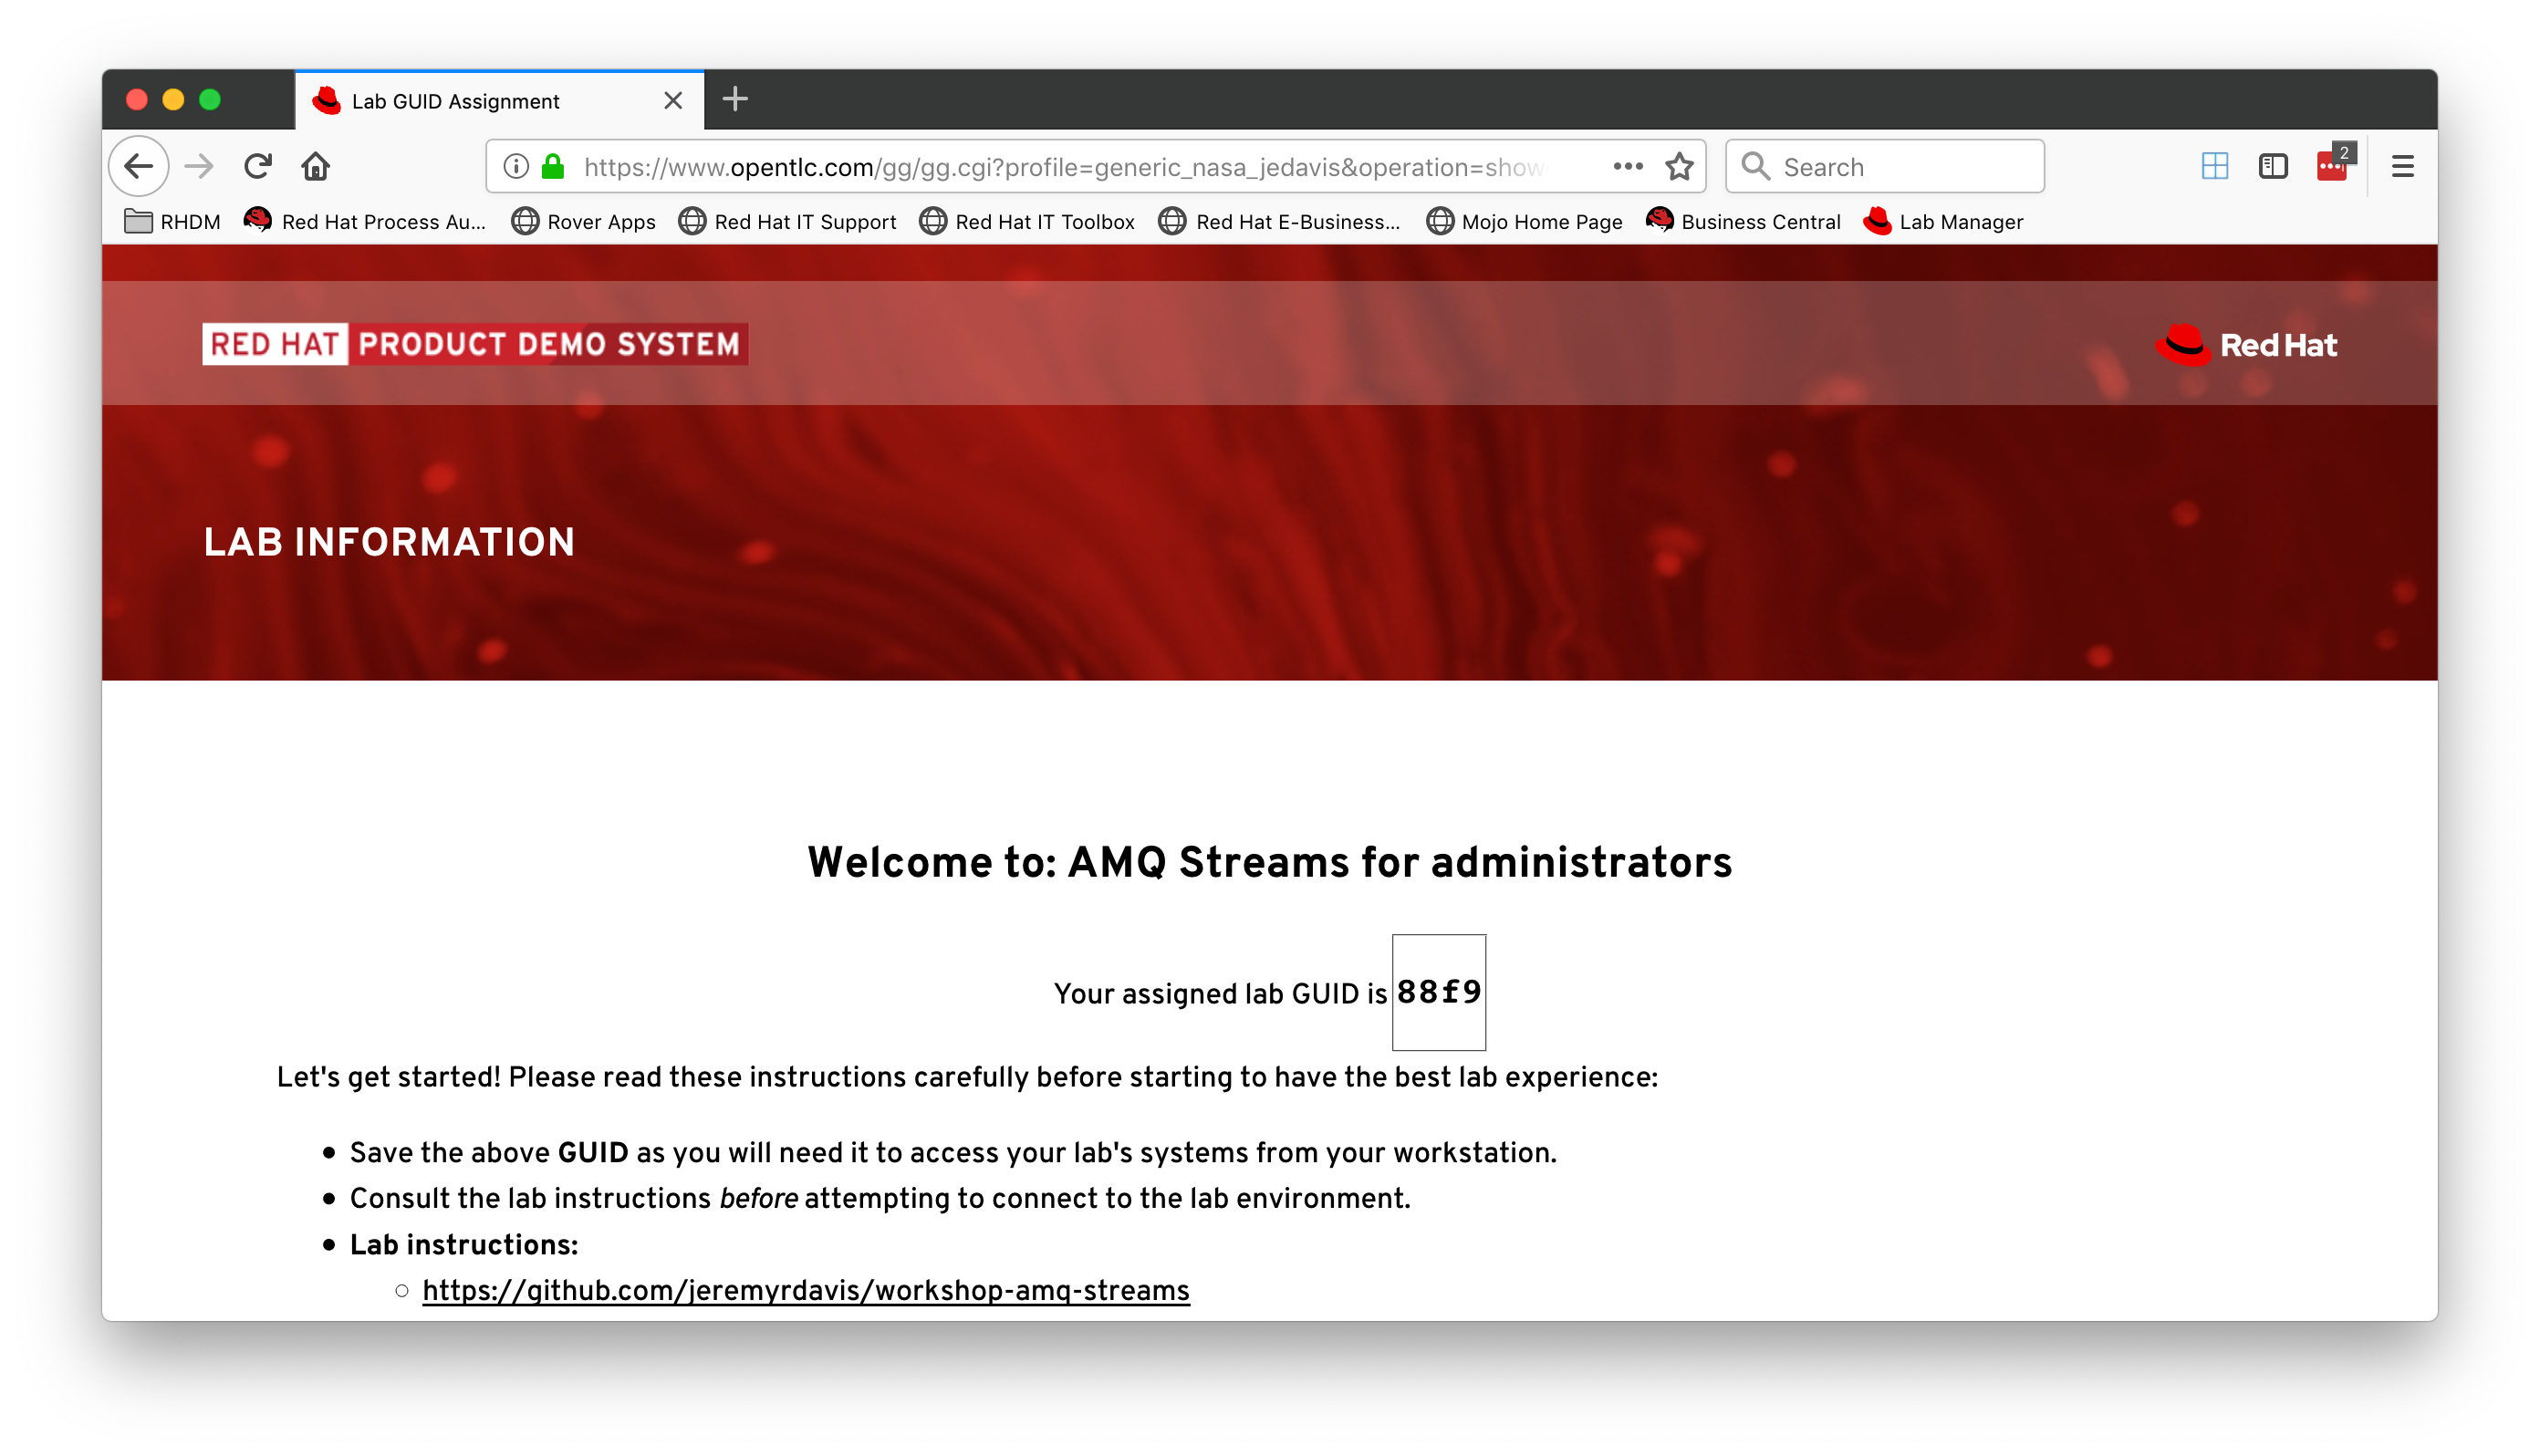 Lab GUID Assignment
https://www.opentlc.com/gg/gg.cgi?profile=generic_nasa_jedavis&operation=show
Search
2
RHDM
Red Hat Process Au...
Rover Apps
Red Hat IT Support
Red Hat IT Toolbox
Red Hat E-Business...
Mojo Home Page
Business Central
Lab Manager
RED HAT PRODUCT DEMO SYSTEM
Red Hat
LAB INFORMATION
Welcome to: AMQ Streams for administrators
Your assigned lab GUID is 88f9
Let's get started! Please read these instructions carefully before starting to have the best lab experience:
Save the above GUID as you will need it to access your lab's systems from your workstation.
Consult the lab instructions before attempting to connect to the lab environment.
Lab instructions:
https://github.com/jeremyrdavis/workshop-amq-streams